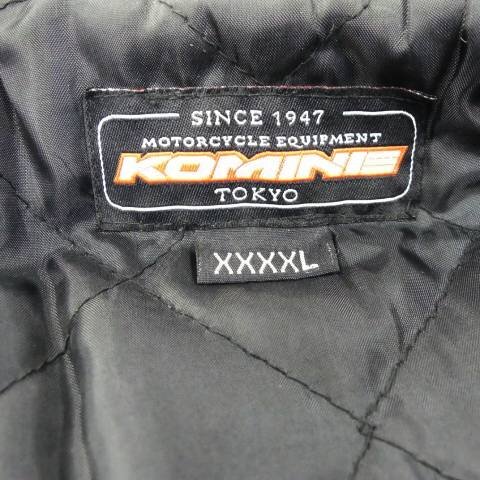 SINCE 1947
MOTORCYCLE EQUIPMENT
KOMINE
TOKYO
XXXXL